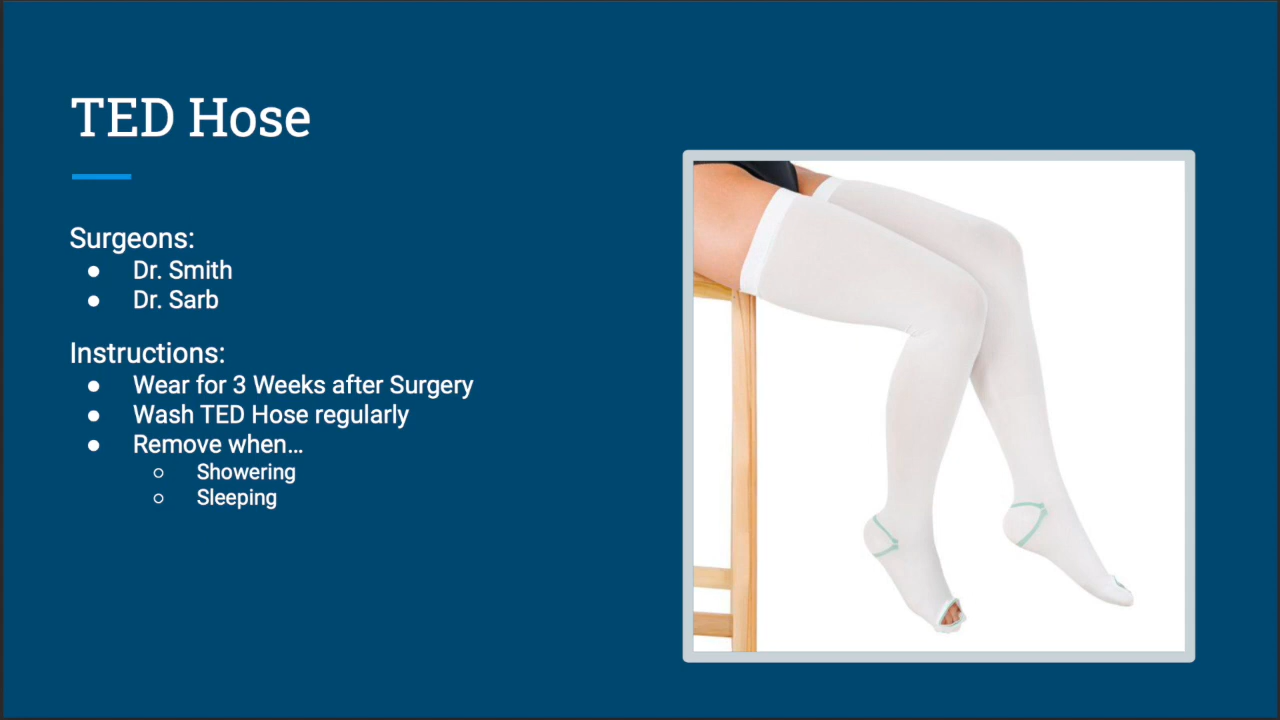 TED Hose
Surgeons:
● Dr. Smith
● Dr. Sarb
Instructions:
● Wear for 3 Weeks after Surgery
● Wash TED Hose regularly
● Remove when...
○ Showering
○ Sleeping